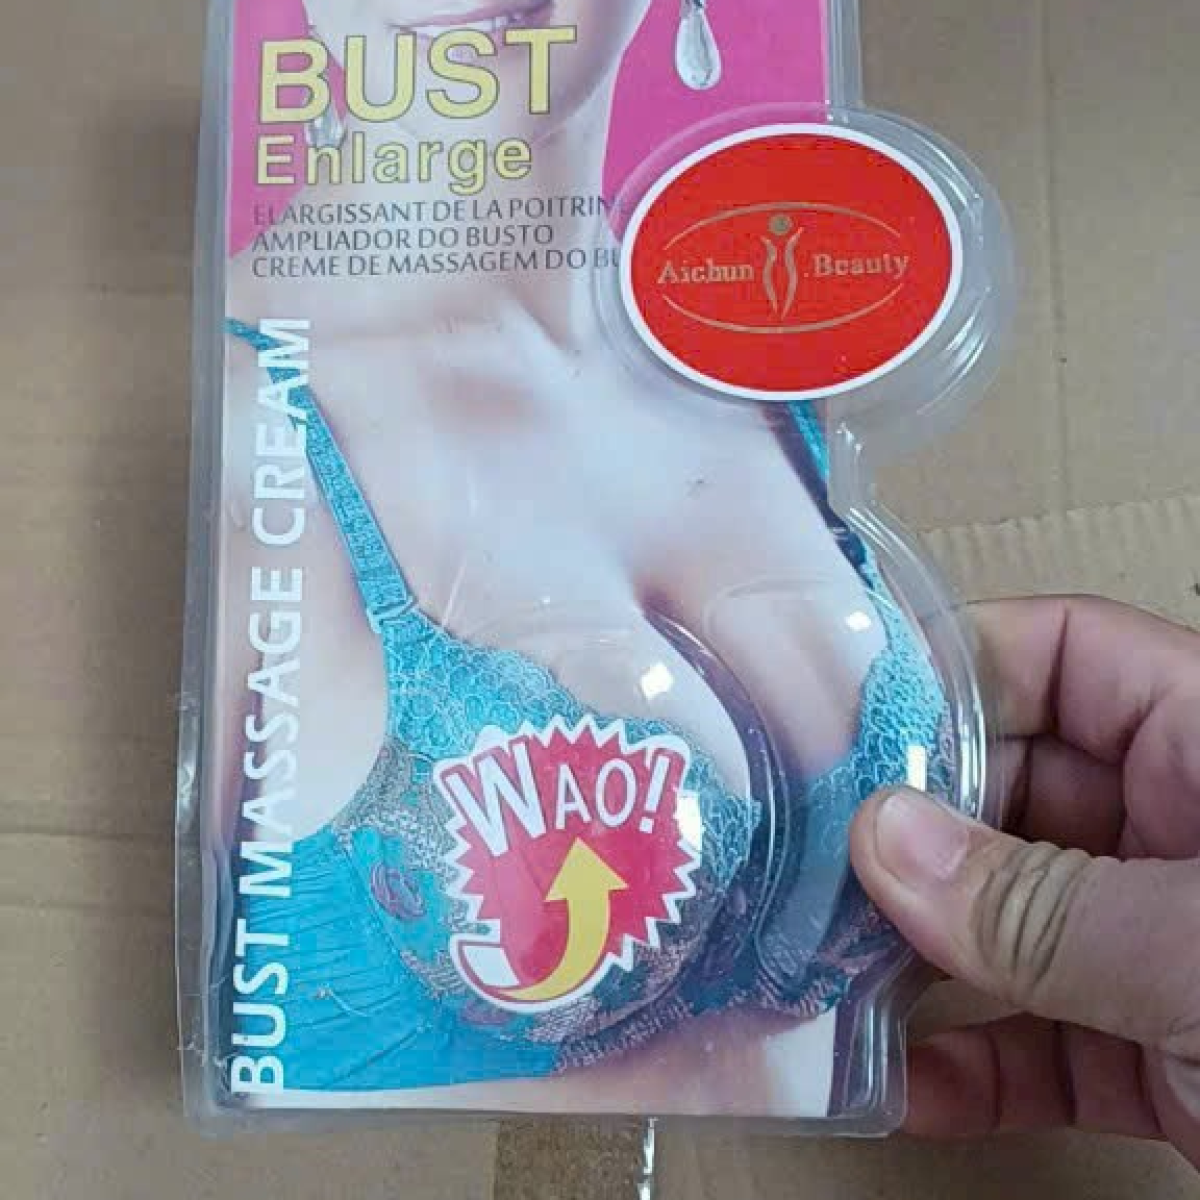 BUST
Enlarge
ELARGISSANT DE LA POITRIN
AMPLIADOR DO BUSTO
CREME DE MASSAGEM DO BU
Aichun Beauty
BUST MASSAGE CREAM
WAO!